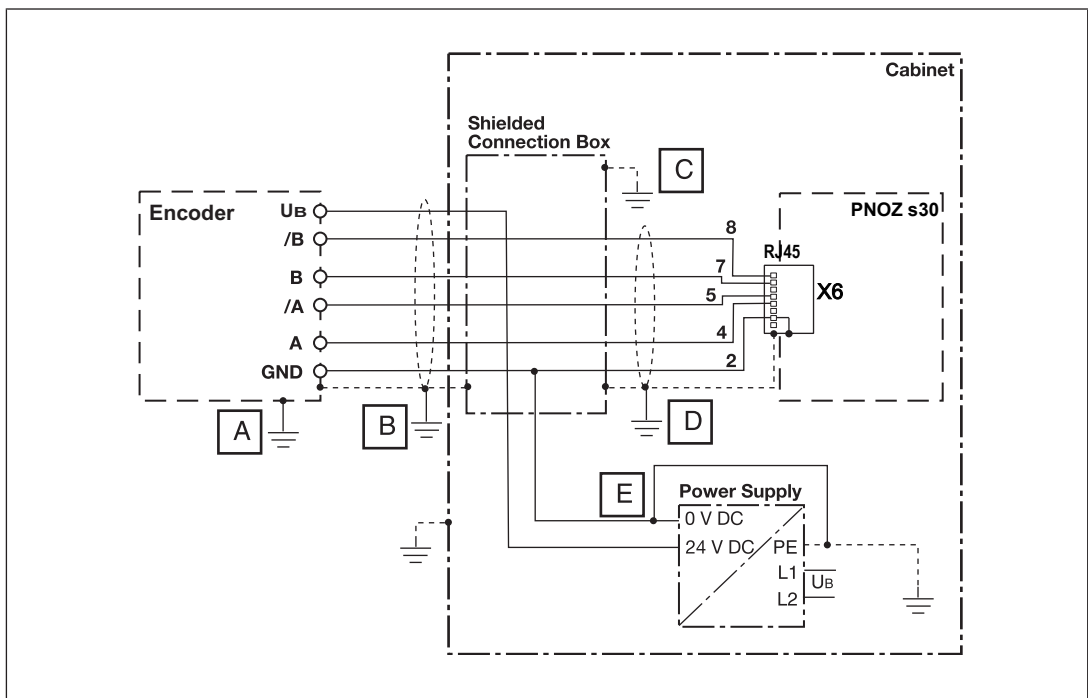 Cabinet
Shielded
Connection Box
C
Encoder
UB
/B
B
/A
A
GND
8
7
5
4
2
RJ45
X6
PNOZ s30
A
B
D
E
Power Supply
0 V DC
24 V DC
PE
L1
L2
UB